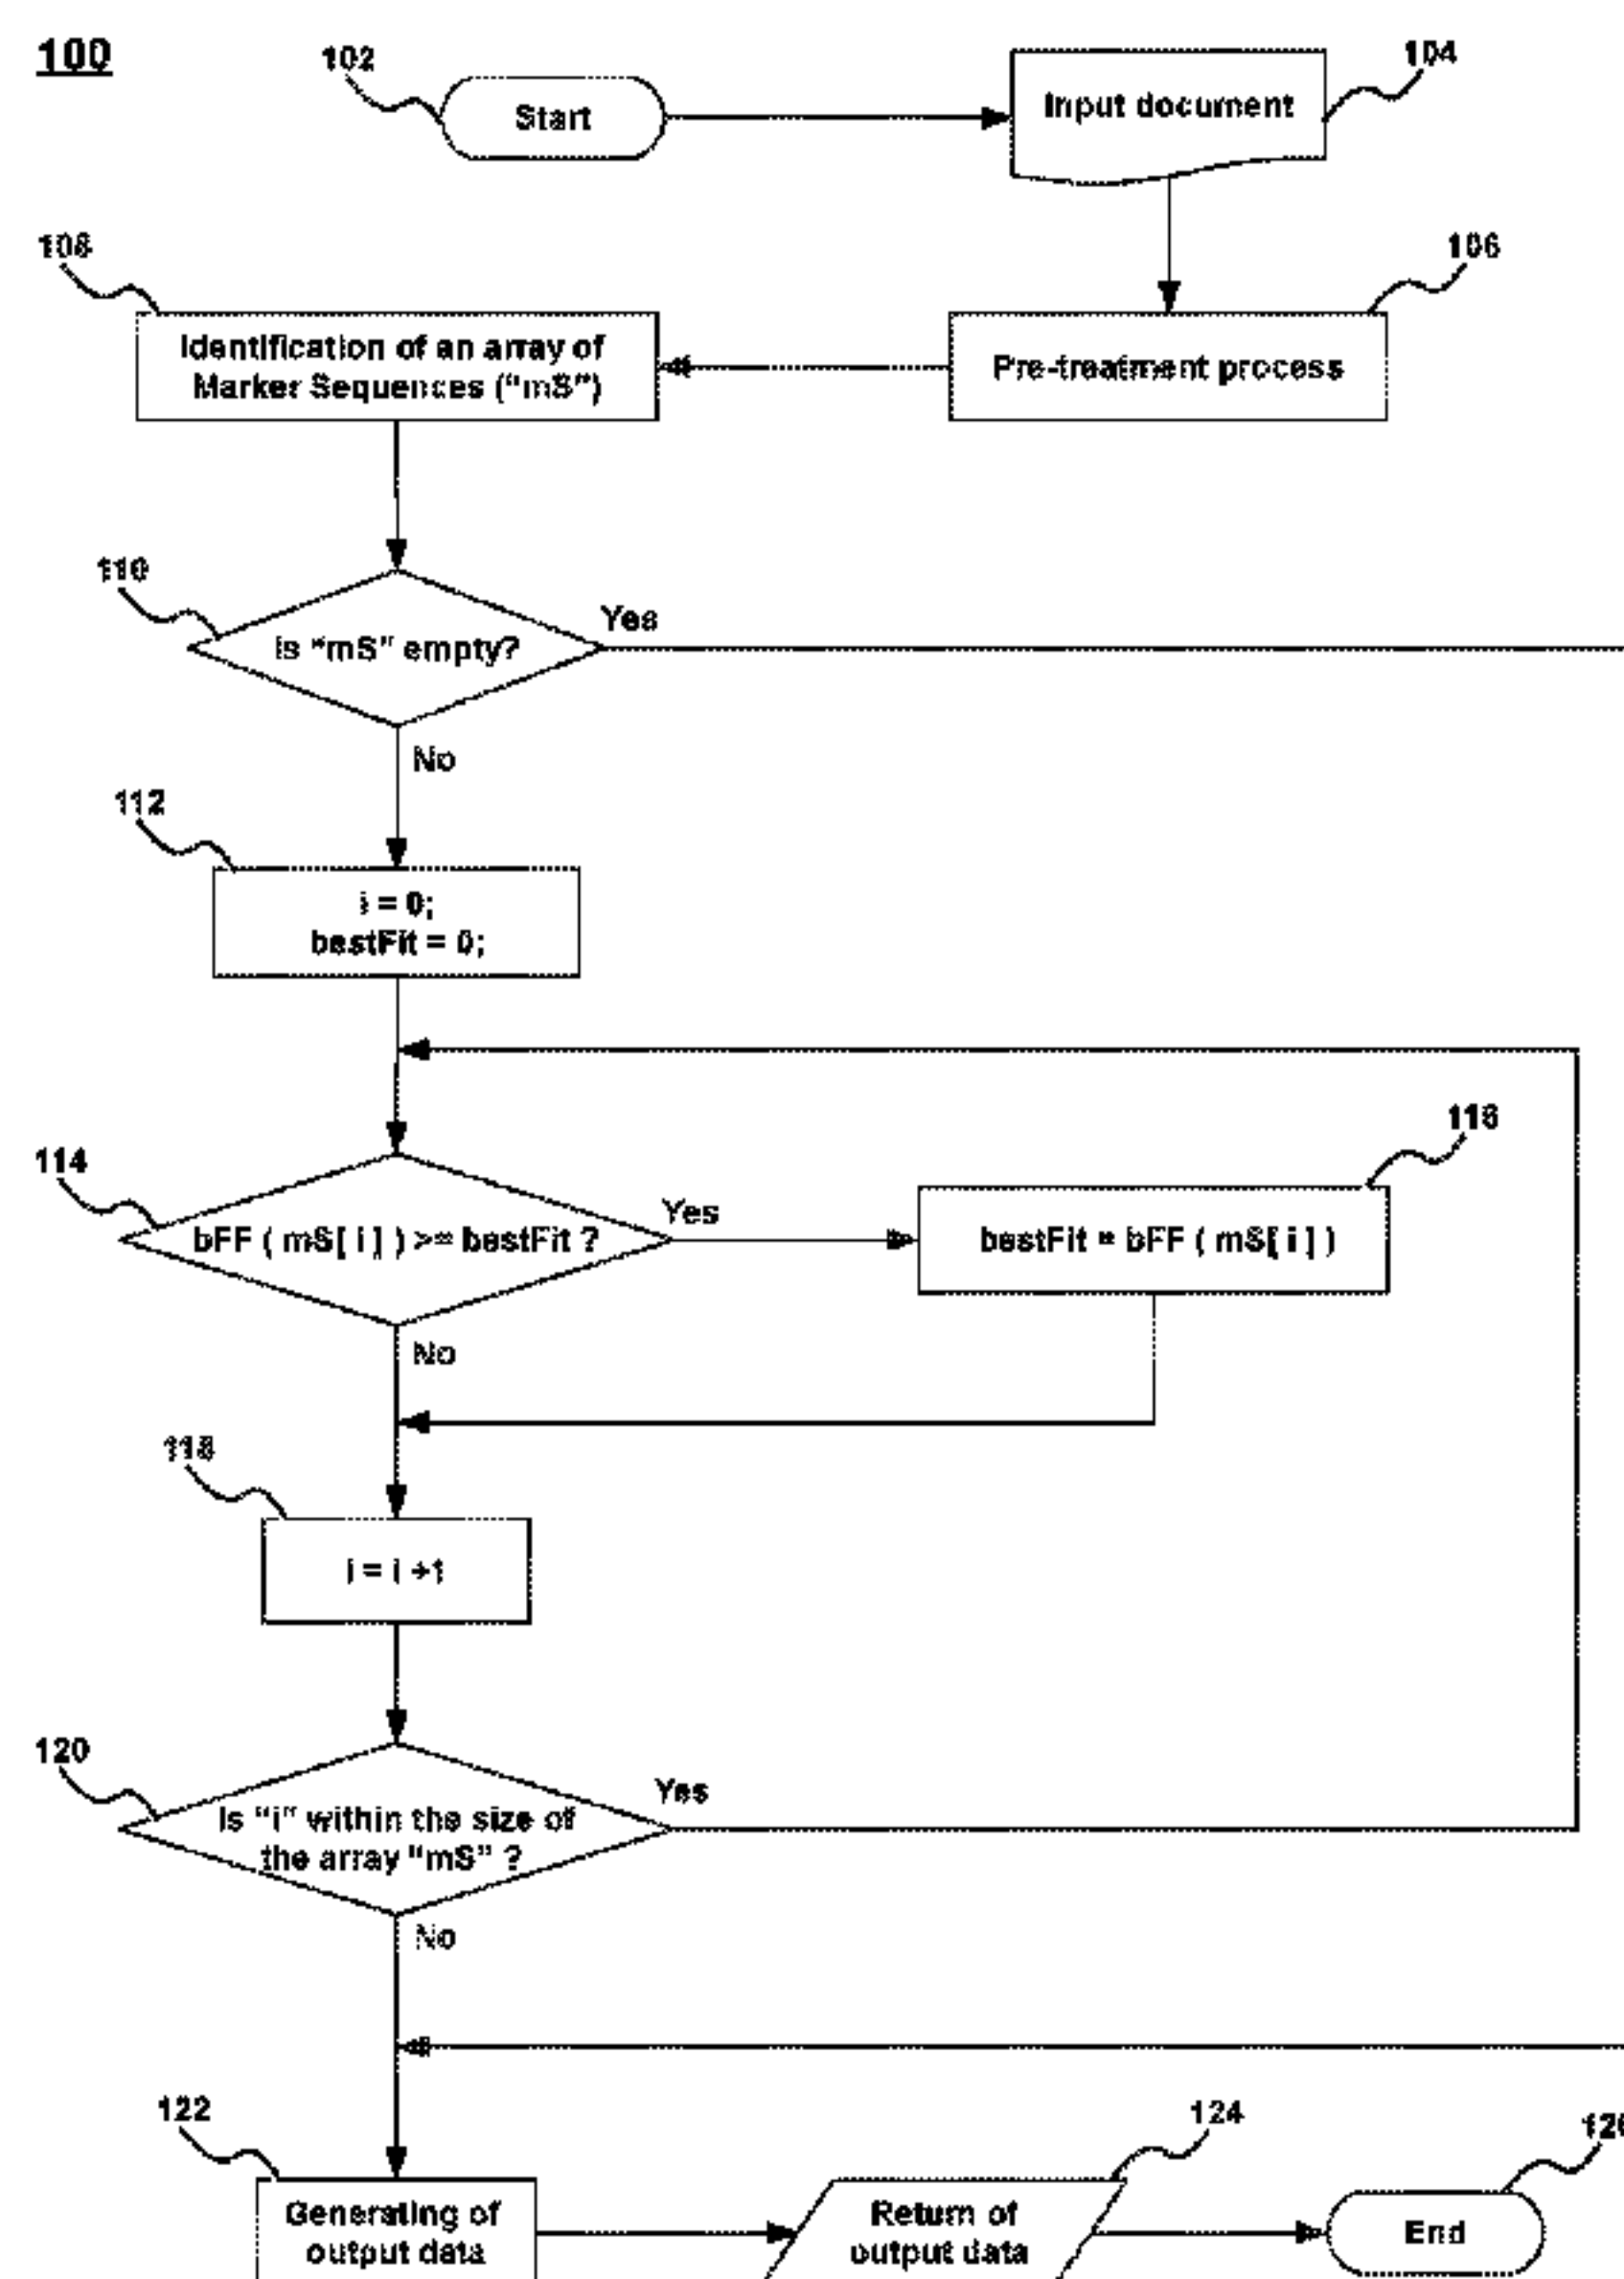 100
102
Start
Input document
104
108
Identification of an array of
Marker Sequences ("mS")
Pre-treatment process
106
110
Is "mS" empty?
Yes
No
112
i = 0;
bestFit = 0;
114
bFF ( mS[ i ] ) >= bestFit ?
Yes
116
bestFit = bFF ( mS[ i ] )
No
118
i = i +1
120
Is "i" within the size of
the array "mS" ?
Yes
No
122
Generating of
output data
124
Return of
output data
End